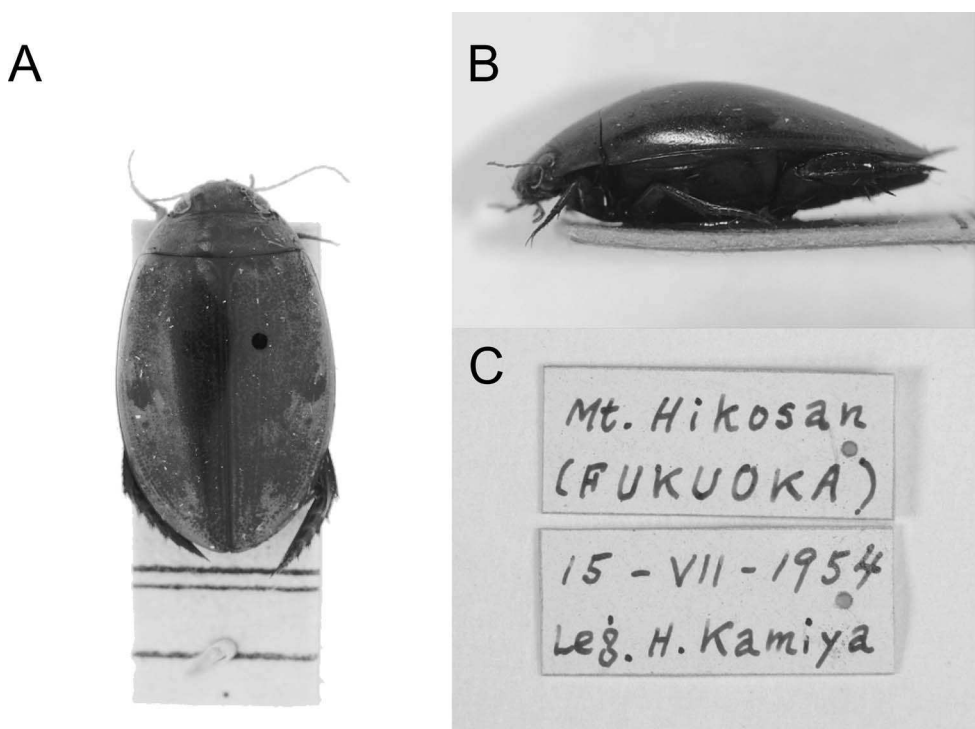 A
B
C
Mt. Hikosan
(FUKUOKA)
15 - VII - 1954
Leg. H. Kamiya